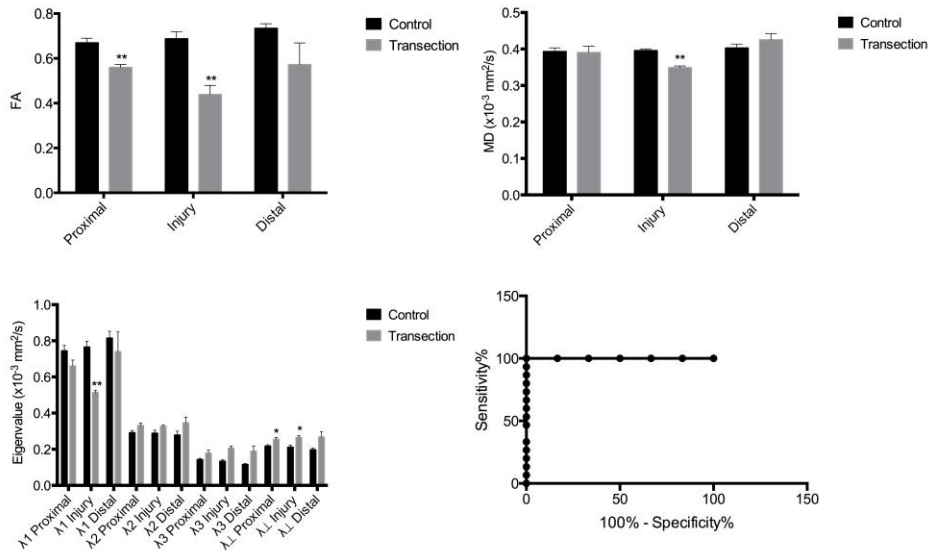 0.8
0.6
0.4
0.2
0.0
FA
Proximal
Injury
Distal
Control
Transection
**
**
0.5
0.4
0.3
0.2
0.1
0.0
MD (x10⁻³ mm²/s)
Proximal
Injury
Distal
Control
Transection
**
1.0
0.8
0.6
0.4
0.2
0.0
Eigenvalue (x10⁻³ mm²/s)
λ1 Proximal
λ1 Injury
λ1 Distal
λ2 Proximal
λ2 Injury
λ2 Distal
λ3 Proximal
λ3 Injury
λ3 Distal
λ⊥ Proximal
λ⊥ Injury
λ⊥ Distal
Control
Transection
**
*
*
150
100
50
0
Sensitivity%
0
50
100
150
100% - Specificity%